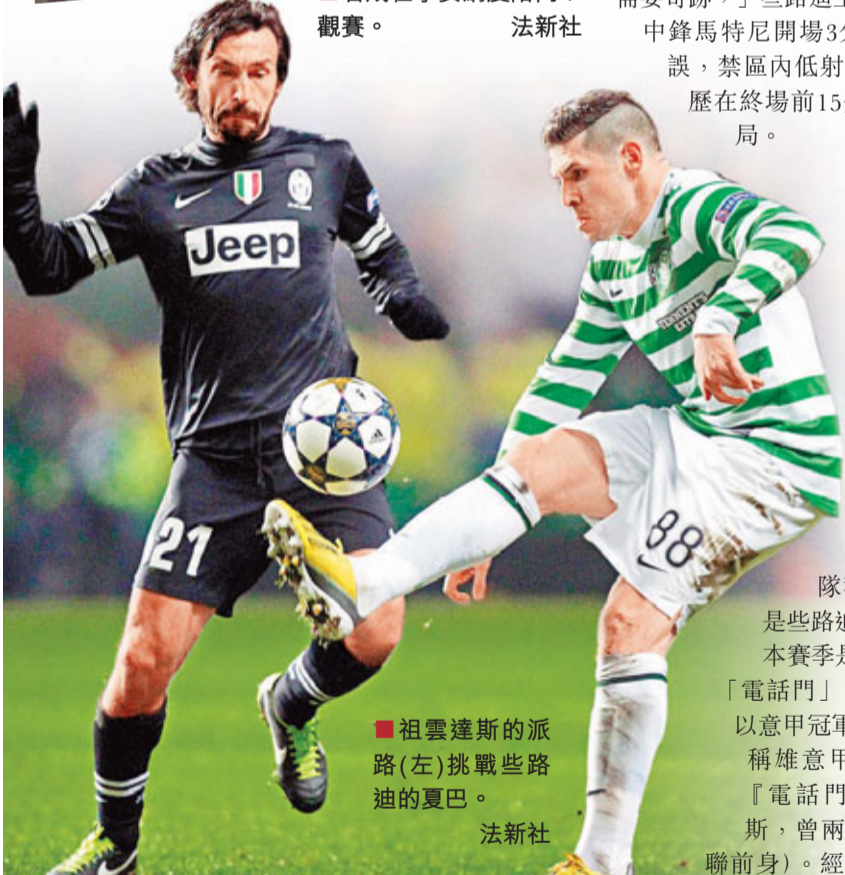 觀賽。 法新社
中鋒馬特尼開場3分
誤，禁區內低射
歷在終場前15
局。
Jeep
21
88
■祖雲達斯的派
路(左)挑戰些路
迪的夏巴。
法新社
隊
是些路迪
本賽季是
「電話門」
以意甲冠軍
稱雄意甲
『電話門
斯，曾兩
聯前身)。經